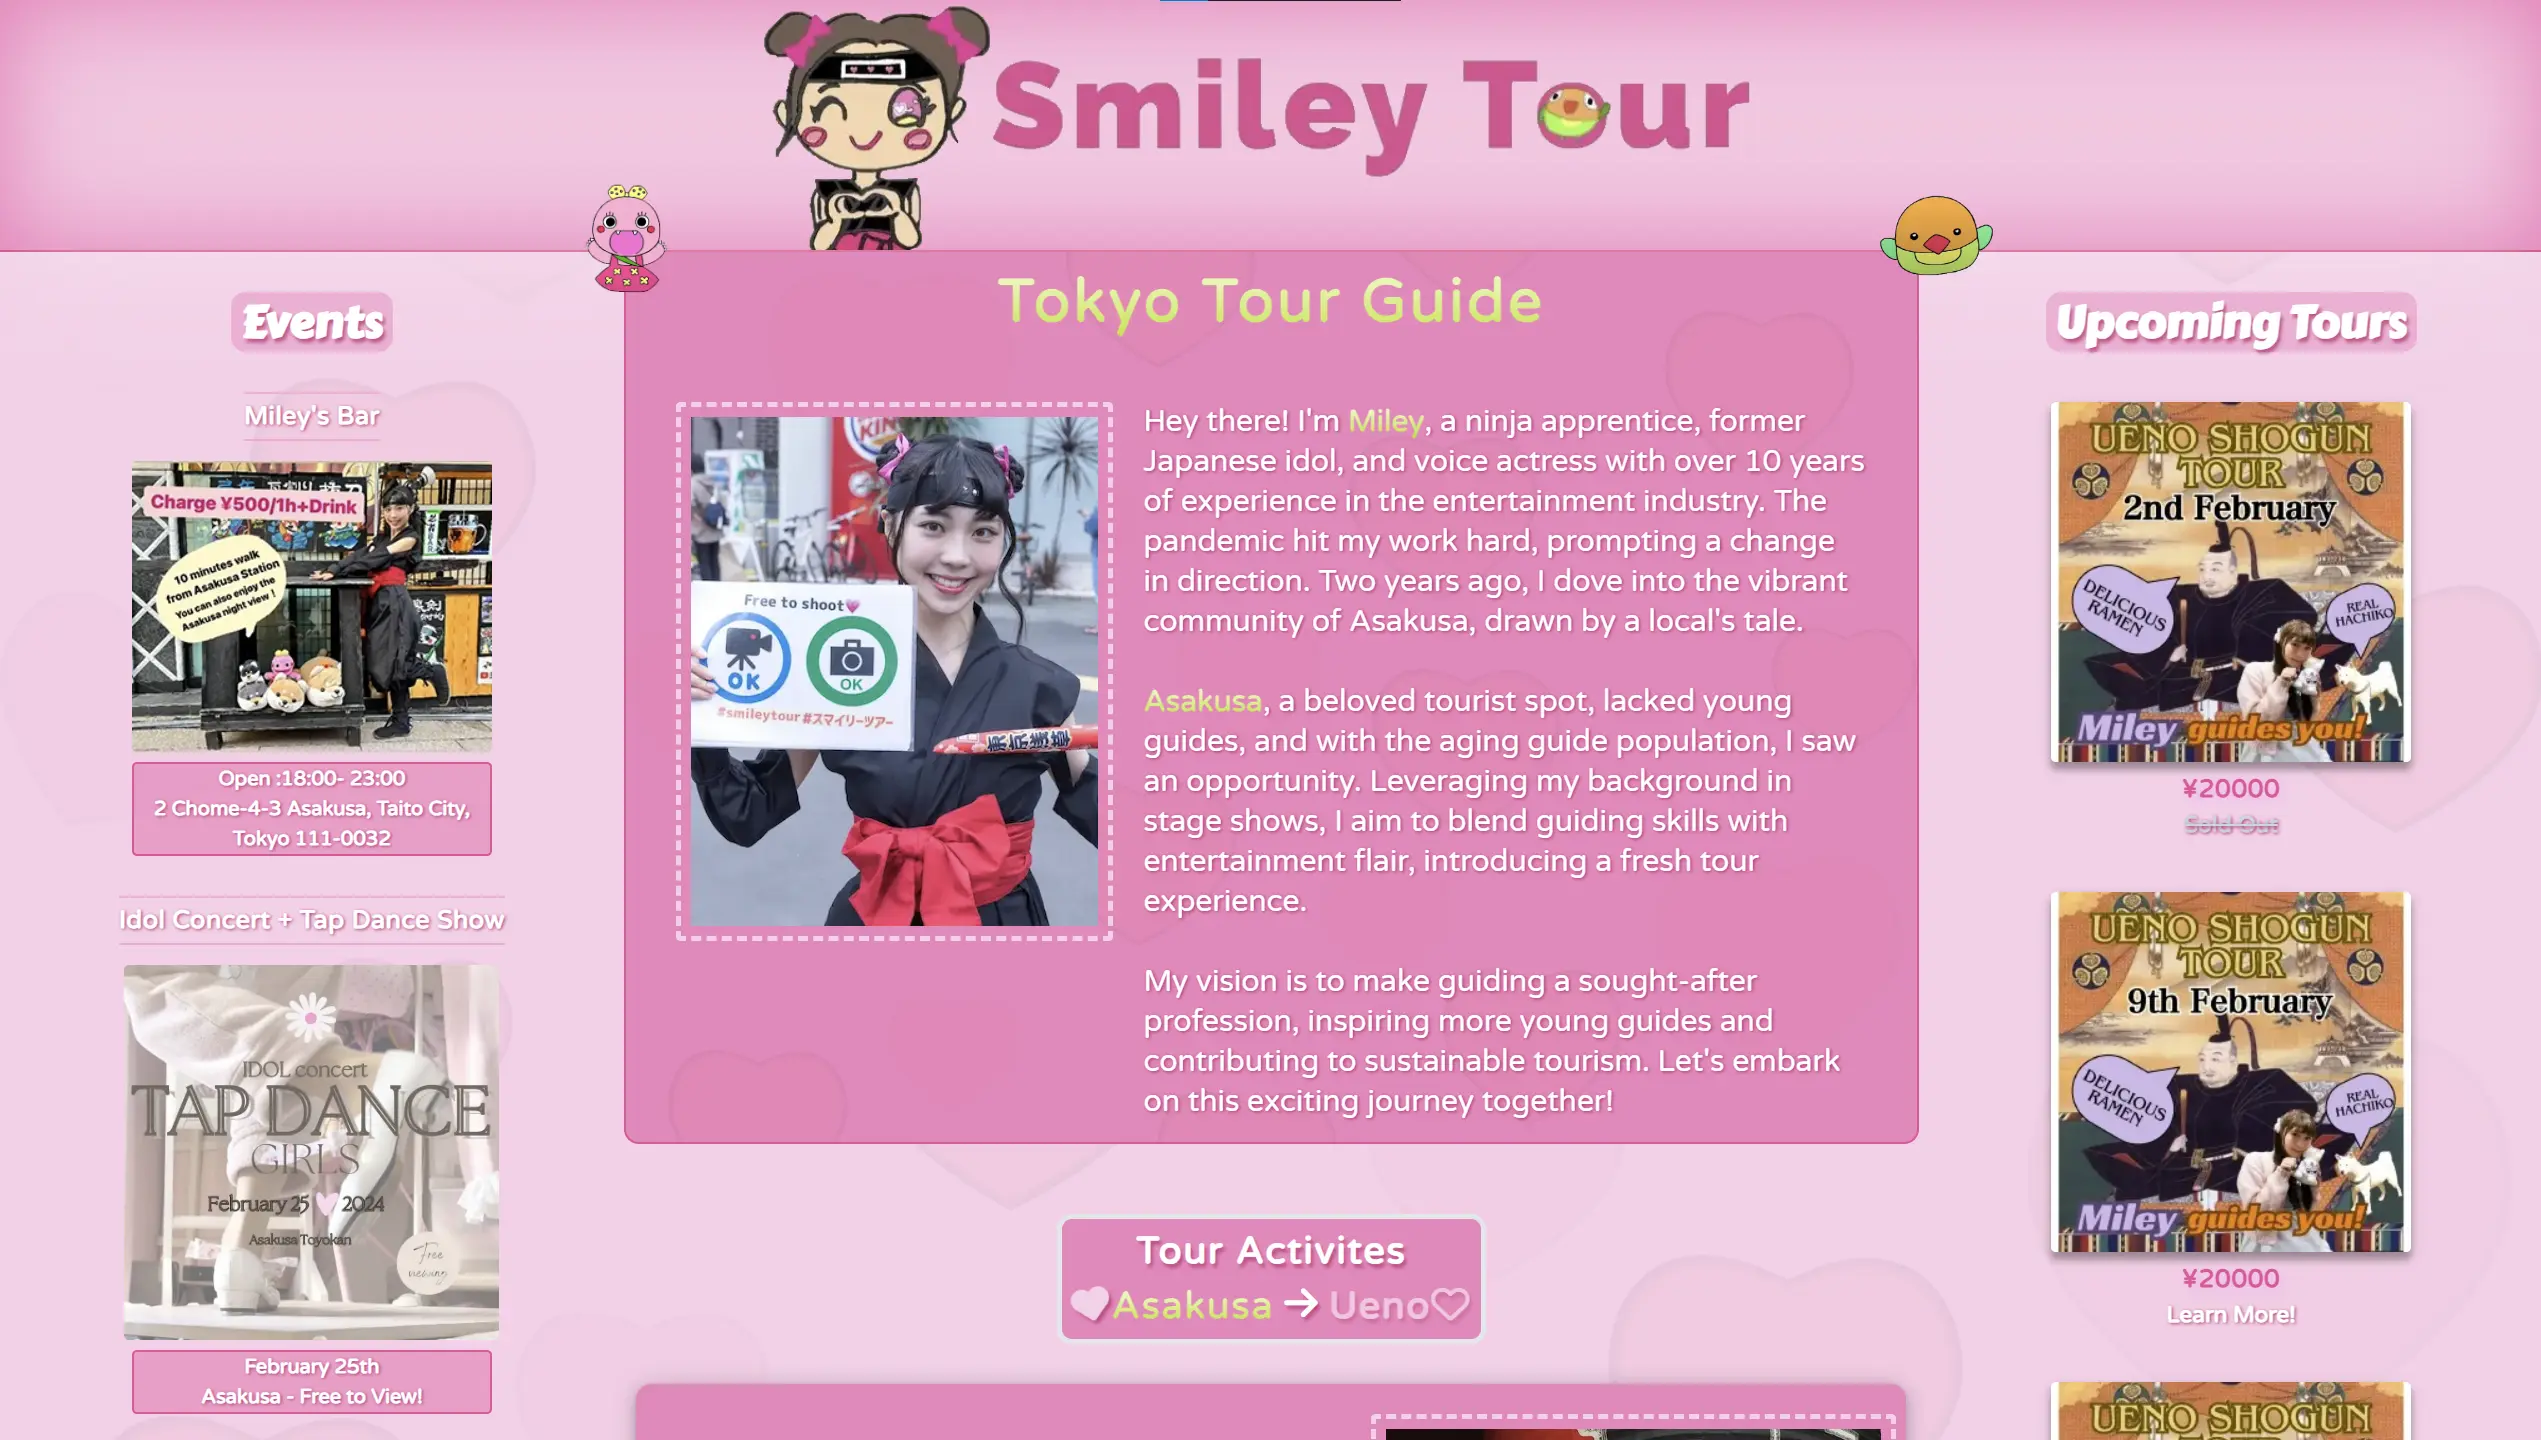 Smiley Tour
Events
Miley's Bar
Charge ¥500/1h+Drink
10 minutes walk
from Asakusa Station
You can also enjoy the
Asakusa night view !
Open :18:00- 23:00
2 Chome-4-3 Asakusa, Taito City,
Tokyo 111-0032
Idol Concert + Tap Dance Show
IDOL concert
TAP DANCE
GIRLS
February 25 2024
Asakusa Toyokan
Free
viewing
February 25th
Asakusa - Free to View!
Tokyo Tour Guide
KIN
Free to shoot
OK
OK
#smileytour #スマイリーツアー
東京浅草
Hey there! I'm Miley, a ninja apprentice, former
Japanese idol, and voice actress with over 10 years
of experience in the entertainment industry. The
pandemic hit my work hard, prompting a change
in direction. Two years ago, I dove into the vibrant
community of Asakusa, drawn by a local's tale.
Asakusa, a beloved tourist spot, lacked young
guides, and with the aging guide population, I saw
an opportunity. Leveraging my background in
stage shows, I aim to blend guiding skills with
entertainment flair, introducing a fresh tour
experience.
My vision is to make guiding a sought-after
profession, inspiring more young guides and
contributing to sustainable tourism. Let's embark
on this exciting journey together!
Tour Activites
Asakusa → Ueno
Upcoming Tours
UENO SHOGUN
TOUR
2nd February
DELICIOUS
RAMEN
REAL
HACHIKO
Miley guides you!
¥20000
Sold Out
UENO SHOGUN
TOUR
9th February
DELICIOUS
RAMEN
REAL
HACHIKO
Miley guides you!
¥20000
Learn More!
UENO SHOGUN